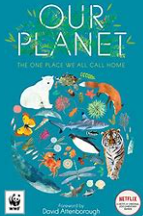 OUR
PLANET
THE ONE PLACE WE ALL CALL HOME
WWF
Foreword by
David Attenborough
NETFLIX